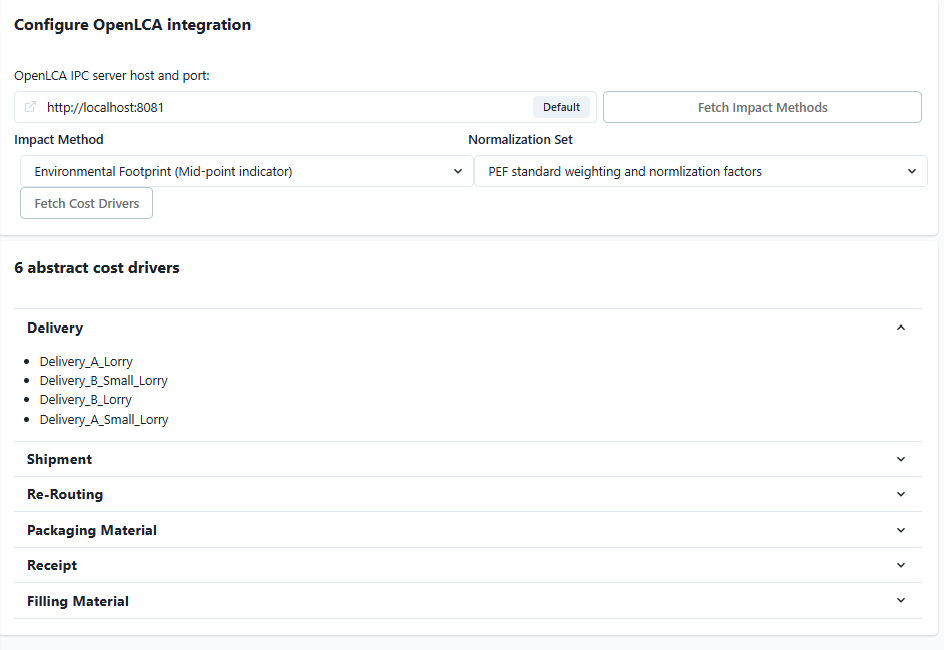 Configure OpenLCA integration
OpenLCA IPC server host and port:
http://localhost:8081 Default Fetch Impact Methods
Impact Method Normalization Set
Environmental Footprint (Mid-point indicator) PEF standard weighting and normlization factors
Fetch Cost Drivers
6 abstract cost drivers
Delivery
Delivery_A_Lorry
Delivery_B_Small_Lorry
Delivery_B_Lorry
Delivery_A_Small_Lorry
Shipment
Re-Routing
Packaging Material
Receipt
Filling Material